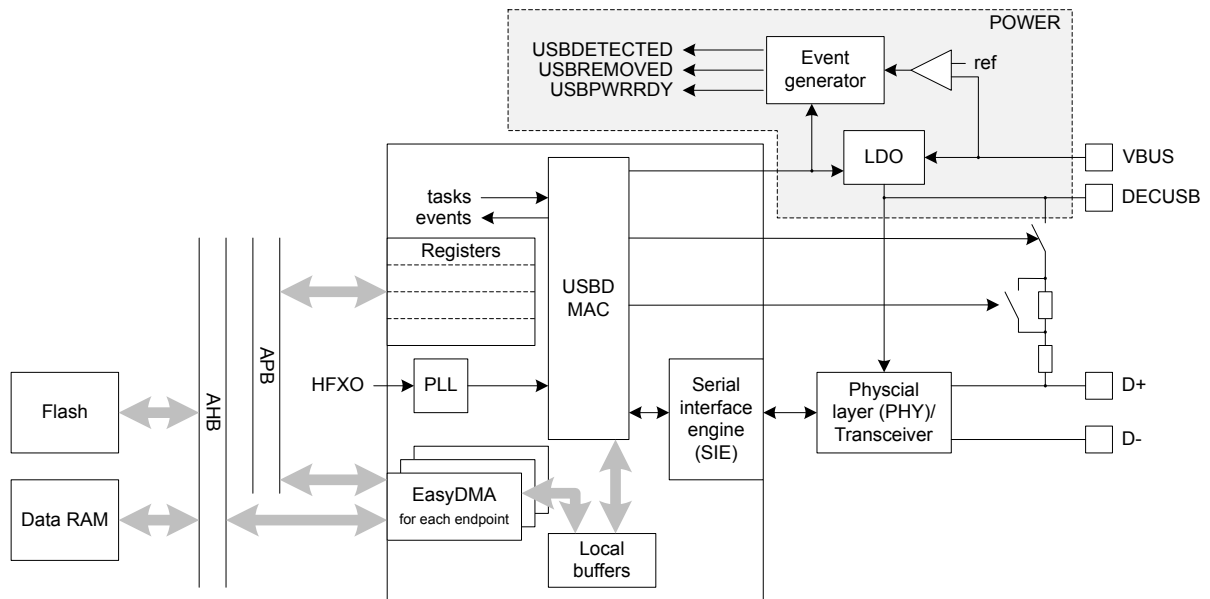 POWER
USBDETECTED
USBREMOVED
USBPWRRDY
Event
generator
ref
LDO
VBUS
DECUSB
tasks
events
Registers
USBD
MAC
APB
AHB
HFXO
PLL
Flash
Data RAM
Serial
interface
engine
(SIE)
Physcial
layer (PHY)/
Transceiver
D+
D-
EasyDMA
for each endpoint
Local
buffers